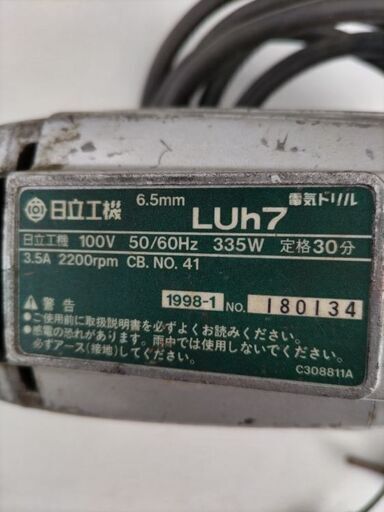 日立工機 6.5mm LUh7 電気ドリル
日立工機 100V 50/60Hz 335W 定格30分
3.5A 2200rpm CB. NO. 41
警告 1998-1 NO. 180134
●ご使用前に取扱説明書を必ずよくお読みください。
●感電の恐れがあります。雨中では使用しないでください。
必ずアース(接地)してください。
C308811A